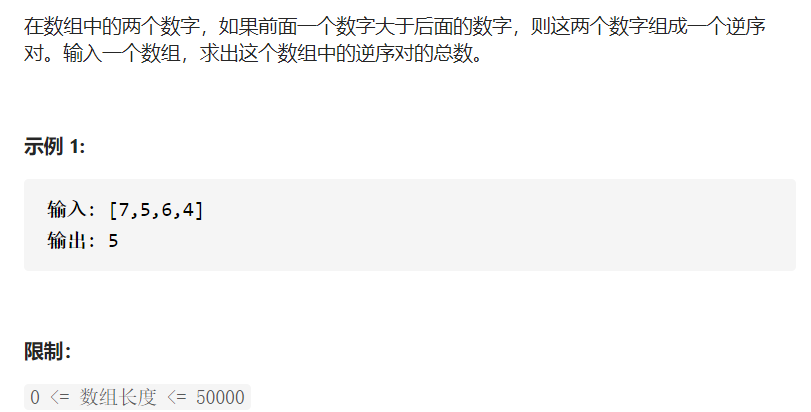 在数组中的两个数字，如果前面一个数字大于后面的数字，则这两个数字组成一个逆序
对。输入一个数组，求出这个数组中的逆序对的总数。
示例 1:
输入: [7,5,6,4]
输出: 5
限制：
0 <= 数组长度 <= 50000